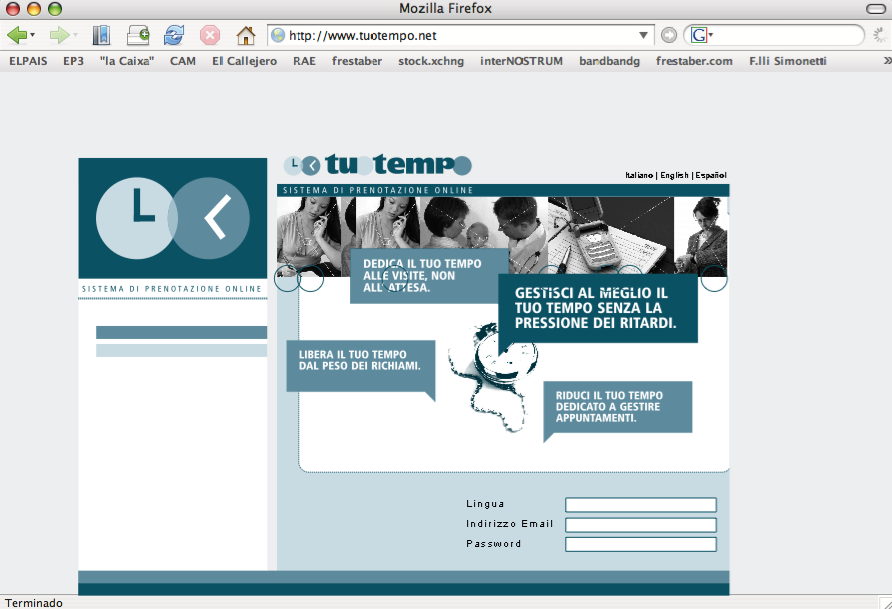 Mozilla Firefox
http://www.tuotempo.net
G
ELPAIS EP3 "la Caixa" CAM El Callejero RAE frestaber stock.xchng interNOSTRUM bandbandg frestaber.com F.lli Simonetti »
tuotempo
Italiano | English | Español
SISTEMA DI PRENOTAZIONE ONLINE
SISTEMA DI PRENOTAZIONE ONLINE
DEDICA IL TUO TEMPO
ALLE VISITE, NON
ALL'ATTESA.
GESTISCI AL MEGLIO IL
TUO TEMPO SENZA LA
PRESSIONE DEI RITARDI.
LIBERA IL TUO TEMPO
DAL PESO DEI RICHIAMI.
RIDUCI IL TUO TEMPO
DEDICATO A GESTIRE
APPUNTAMENTI.
Lingua
Indirizzo Email
Password
Terminado